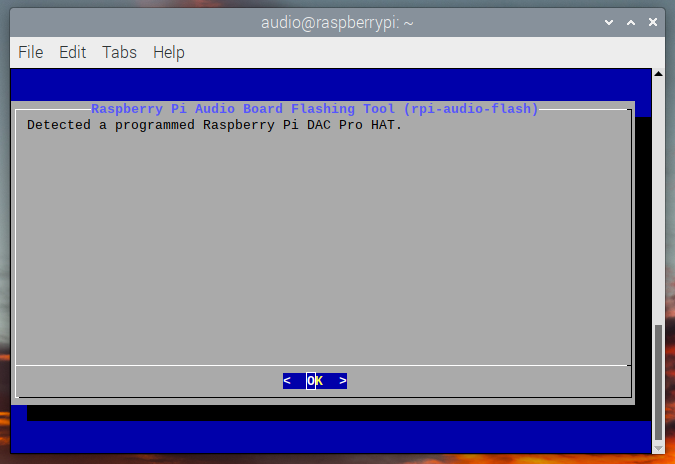 audio@raspberrypi: ~
File Edit Tabs Help
Raspberry Pi Audio Board Flashing Tool (rpi-audio-flash)
Detected a programmed Raspberry Pi DAC Pro HAT.
< OK >